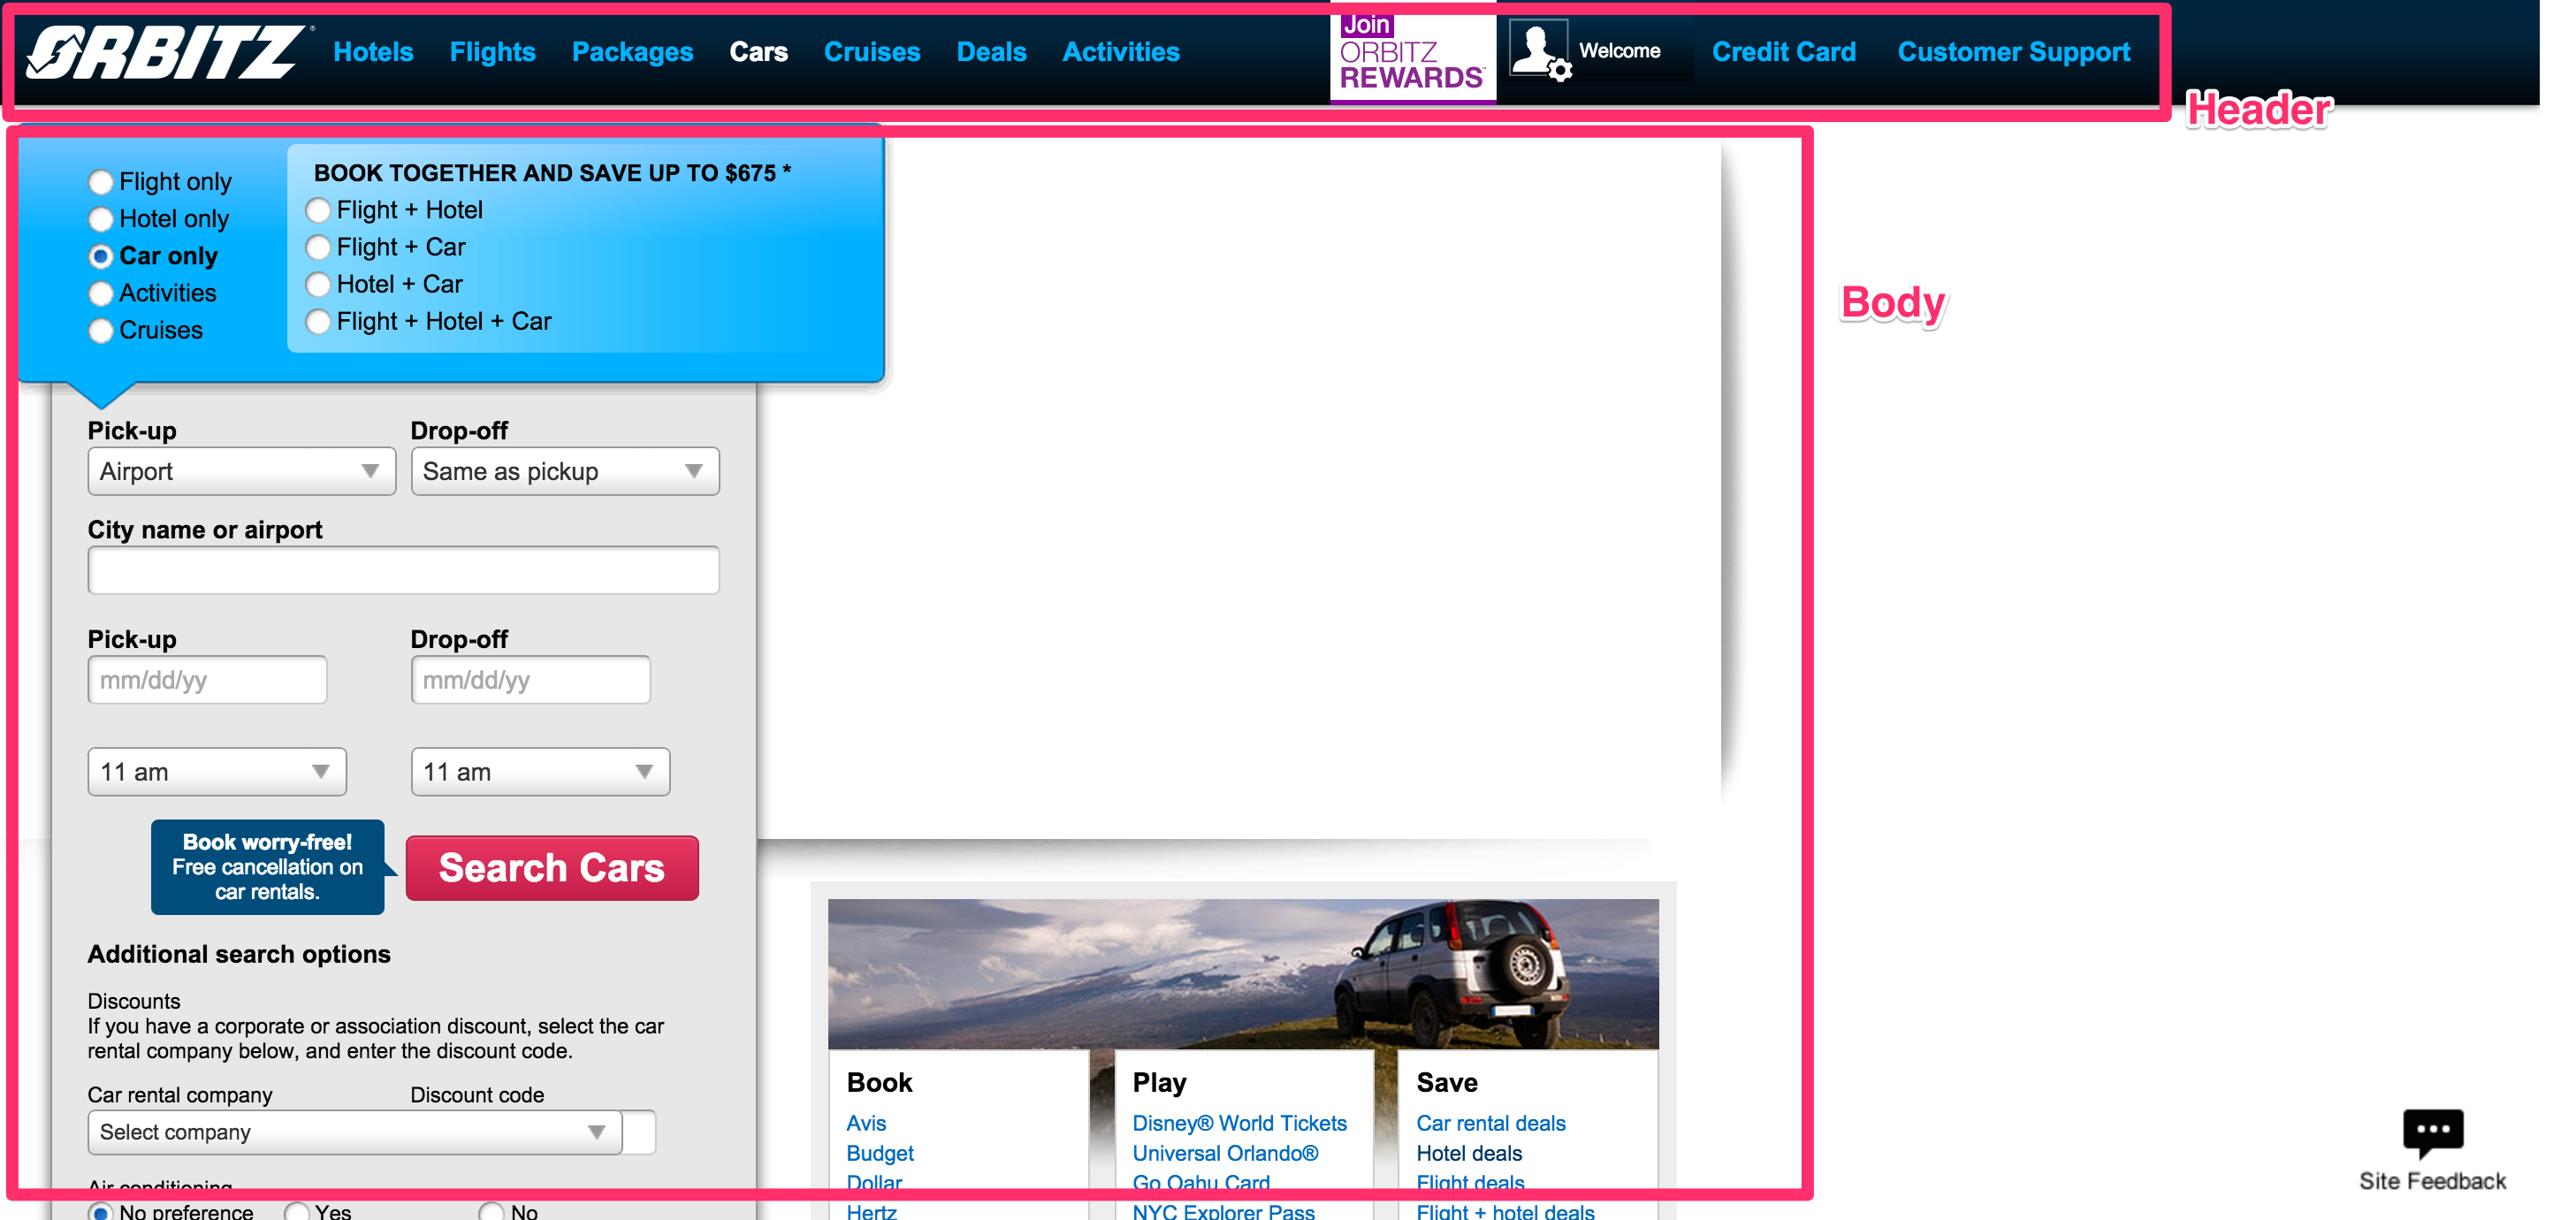 ORBITZ
Hotels Flights Packages Cars Cruises Deals Activities
Join
ORBITZ
REWARDS
Welcome
Credit Card Customer Support
Header
Body
Flight only
Hotel only
Car only
Activities
Cruises
BOOK TOGETHER AND SAVE UP TO $675 *
Flight + Hotel
Flight + Car
Hotel + Car
Flight + Hotel + Car
Pick-up Drop-off
Airport Same as pickup
City name or airport
Pick-up Drop-off
mm/dd/yy mm/dd/yy
11 am 11 am
Book worry-free!
Free cancellation on
car rentals.
Search Cars
Additional search options
Discounts
If you have a corporate or association discount, select the car
rental company below, and enter the discount code.
Car rental company Discount code
Select company
Air conditioning
No preference Yes No
Book
Avis
Budget
Dollar
Hertz
Play
Disney® World Tickets
Universal Orlando®
Go Oahu Card
NYC Explorer Pass
Save
Car rental deals
Hotel deals
Flight deals
Flight + hotel deals
Site Feedback